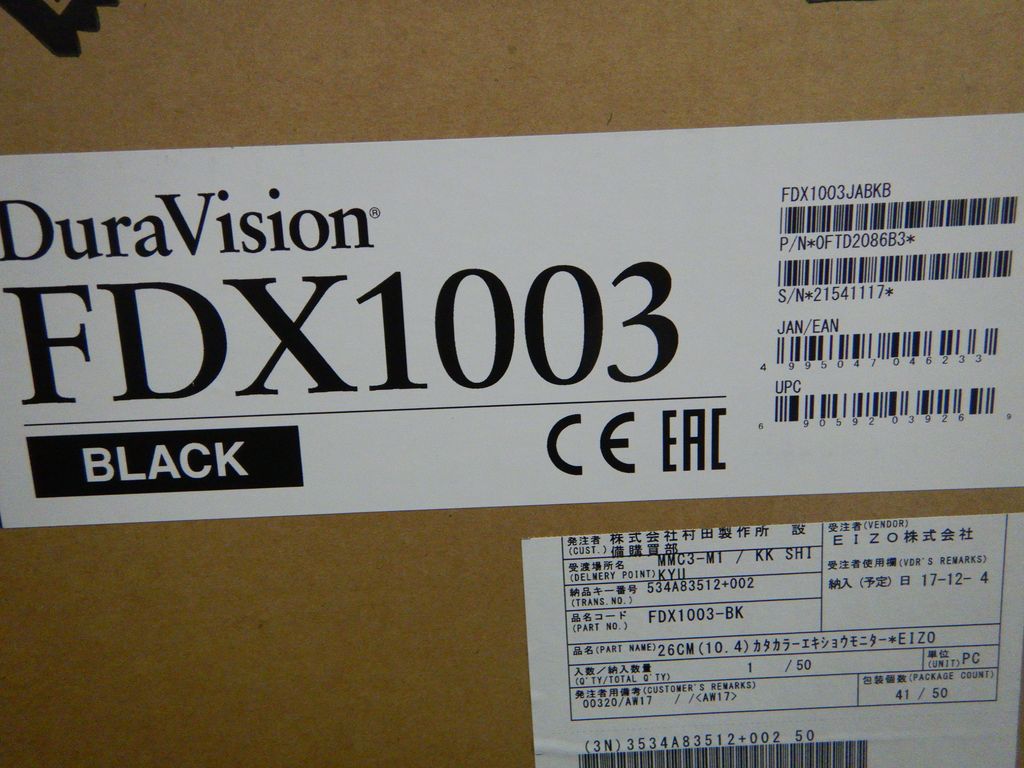 DuraVision®
FDX1003
BLACK
CE EAC
FDX1003JABKB
P/N*0FTD2086B3*
S/N*21541117*
JAN/EAN
4 995047 046233
UPC
6 90592 03926 9
発注者 株式会社村田製作所 設
(CUST.) 備購買部
受渡場所名 MMC3-M1 / KK SHI
(DELIVERY POINT) KYU
納品キー番号 534A83512+002
(TRANS.NO.)
品名コード FDX1003-BK
(PART NO.)
受注者(VENDOR)
EIZO株式会社
受注者使用欄(VDR'S REMARKS)
納入(予定)日 17-12- 4
品名(PART NAME) 26CM(10.4)カタカラーエキショウモニター*EIZO
入数/納入数量 1 / 50
(Q'TY/TOTAL Q'TY)
単位
(UNIT) PC
発注者用備考(CUSTOMER'S REMARKS)
00320/AW17 / /<AW17>
包装個数(PACKAGE COUNT)
41 / 50
(3N)3534A83512+002 50